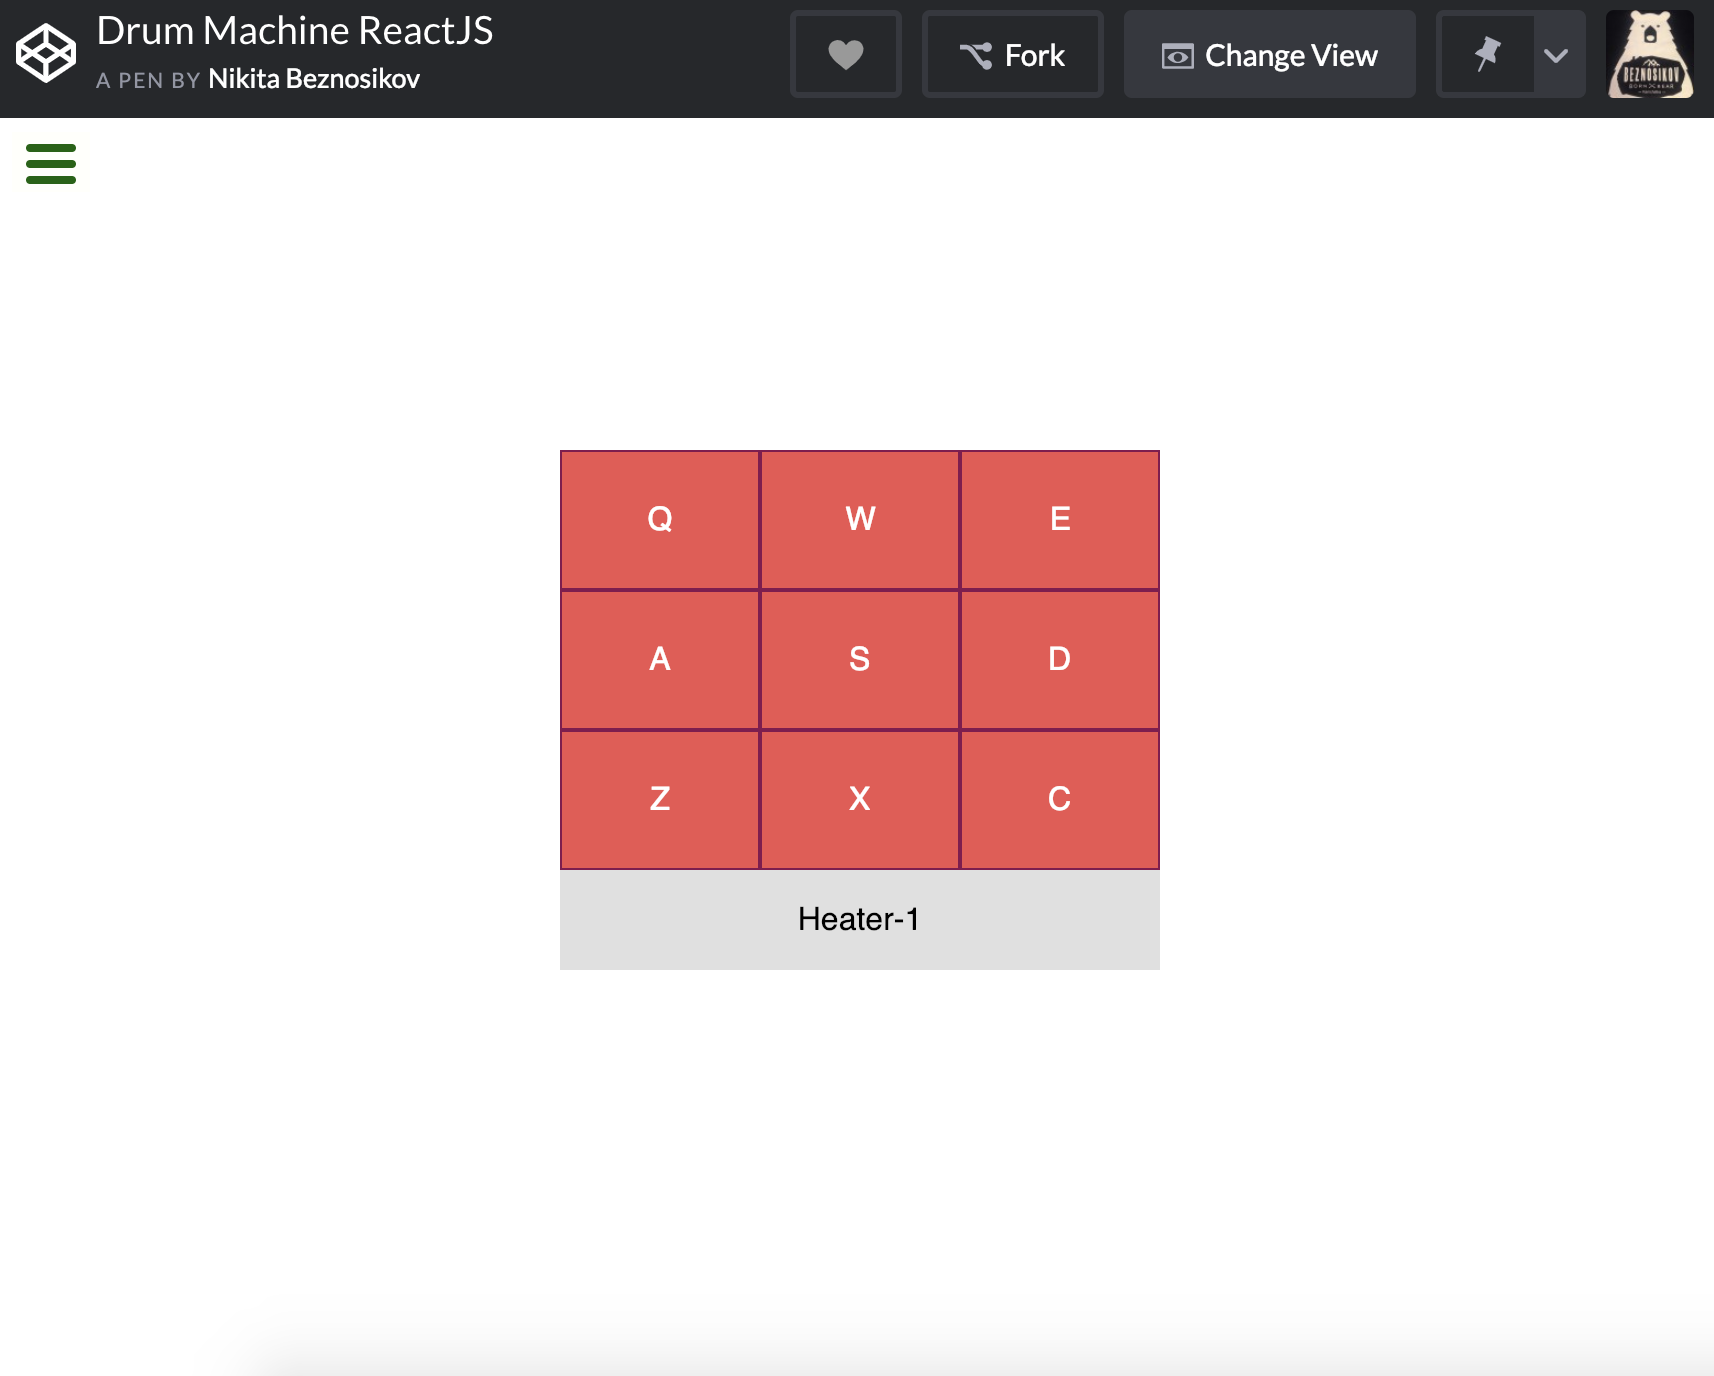 Drum Machine ReactJS
A PEN BY Nikita Beznosikov
Fork
Change View
BEZNOSIKOV
Q W E
A S D
Z X C
Heater-1